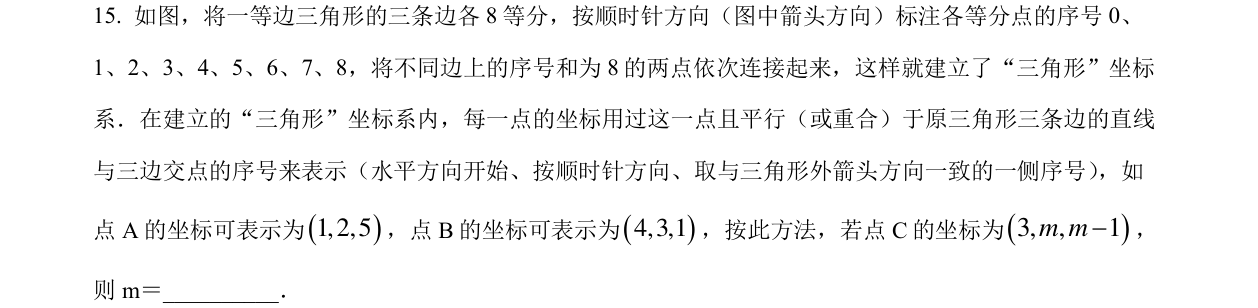 15. 如图，将一等边三角形的三条边各 8 等分，按顺时针方向（图中箭头方向）标注各等分点的序号 0、
1、2、3、4、5、6、7、8，将不同边上的序号和为 8 的两点依次连接起来，这样就建立了“三角形”坐标
系．在建立的“三角形”坐标系内，每一点的坐标用过这一点且平行（或重合）于原三角形三条边的直线
与三边交点的序号来表示（水平方向开始、按顺时针方向、取与三角形外箭头方向一致的一侧序号），如
点 A 的坐标可表示为(1,2,5)，点 B 的坐标可表示为(4,3,1)，按此方法，若点 C 的坐标为(3,m,m−1)，
则 m＝__________．